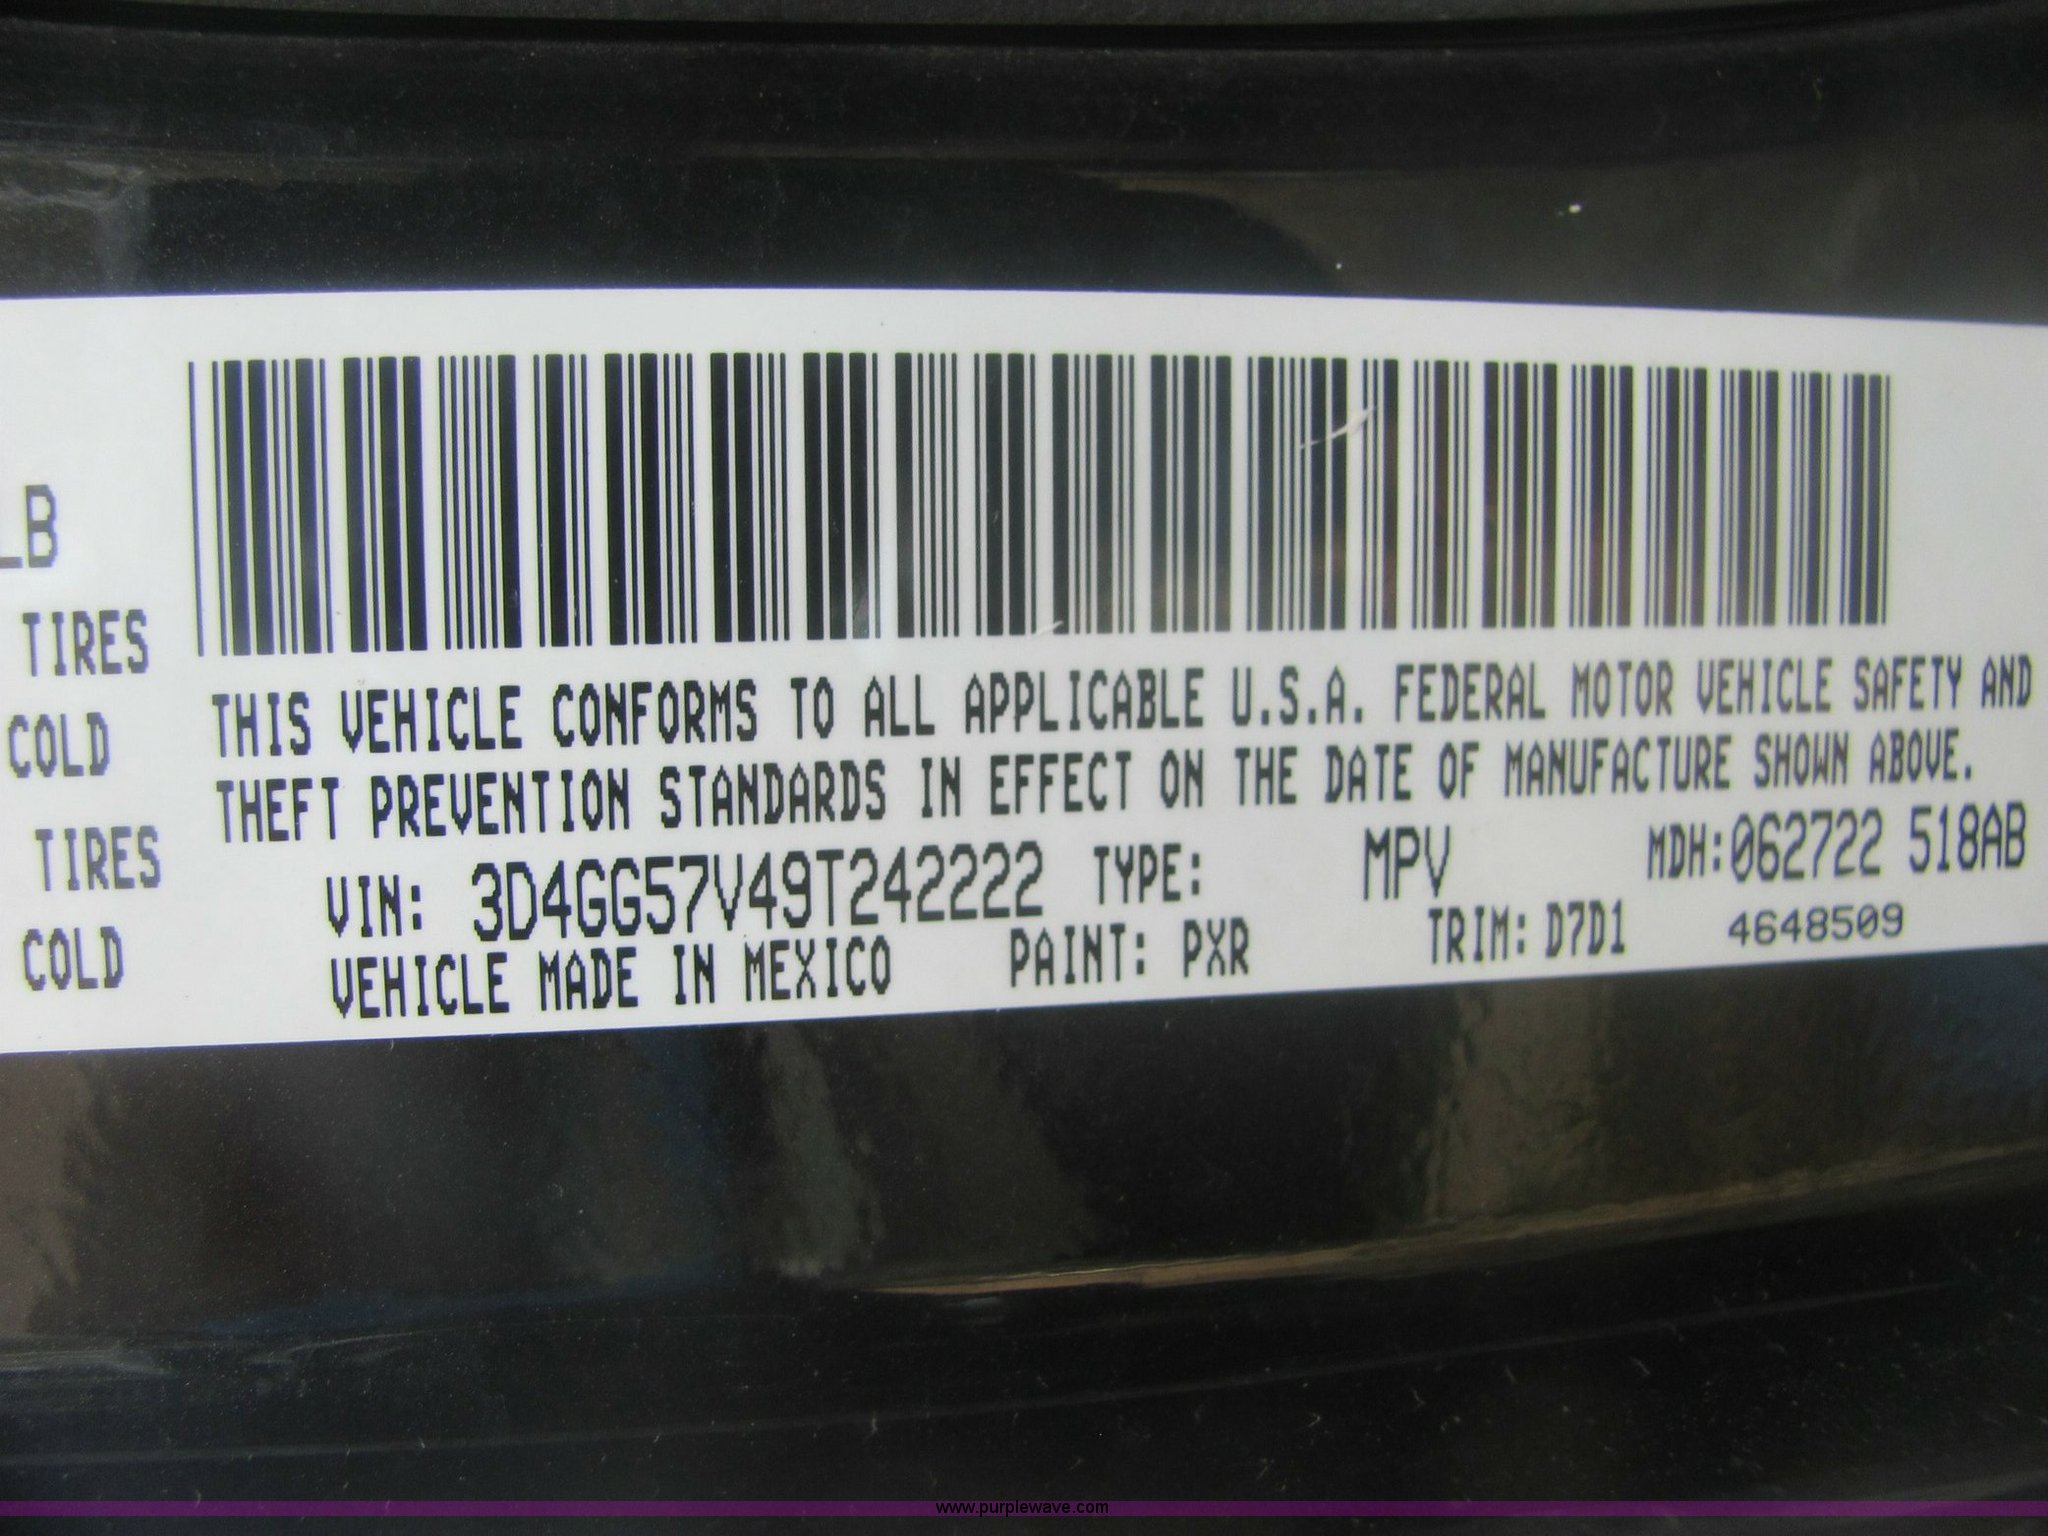 LB
TIRES
COLD
TIRES
COLD
THIS VEHICLE CONFORMS TO ALL APPLICABLE U.S.A. FEDERAL MOTOR VEHICLE SAFETY AND
THEFT PREVENTION STANDARDS IN EFFECT ON THE DATE OF MANUFACTURE SHOWN ABOVE.
VIN: 3D4GG57V49T242222 TYPE: MPV MDH:062722 518AB
VEHICLE MADE IN MEXICO PAINT: PXR TRIM: D7D1 4648509
www.purplewave.com